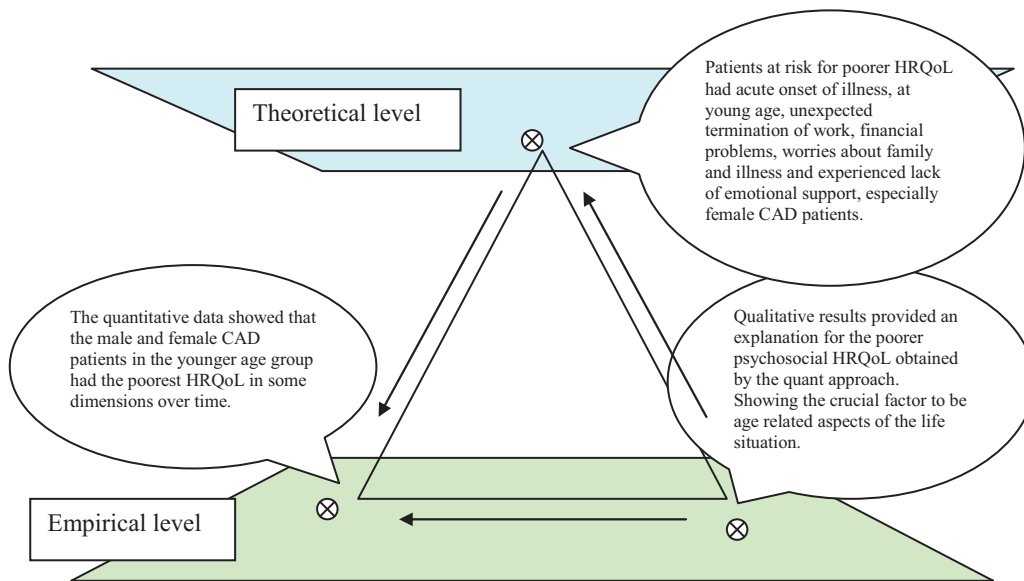 Theoretical level
Patients at risk for poorer HRQoL
had acute onset of illness, at
young age, unexpected
termination of work, financial
problems, worries about family
and illness and experienced lack
of emotional support, especially
female CAD patients.
The quantitative data showed that
the male and female CAD
patients in the younger age group
had the poorest HRQoL in some
dimensions over time.
Qualitative results provided an
explanation for the poorer
psychosocial HRQoL obtained
by the quant approach.
Showing the crucial factor to be
age related aspects of the life
situation.
Empirical level